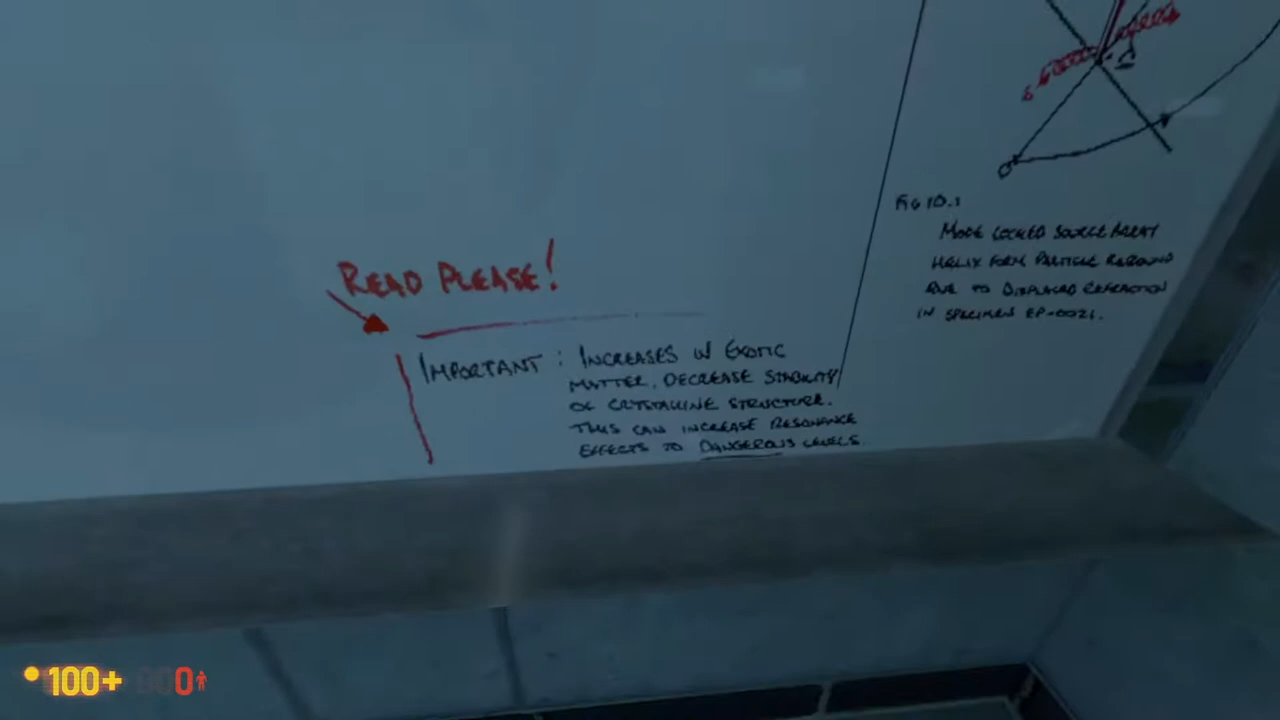 READ PLEASE!
IMPORTANT : INCREASES W EXOTIC
MATTER, DECREASE STABILITY
OF CRYSTALLINE STRUCTURE.
THIS CAN INCREASE RESONANCE
EFFECTS TO DANGEROUS LEVELS.
FIG 10.1
MODE LOCKED SOURCE ARRAY
HELIX FORM PARTICLE REBOUND
DUE TO DISPLACED REFRACTION
IN SPECIMEN EP-0021.
100+ 0